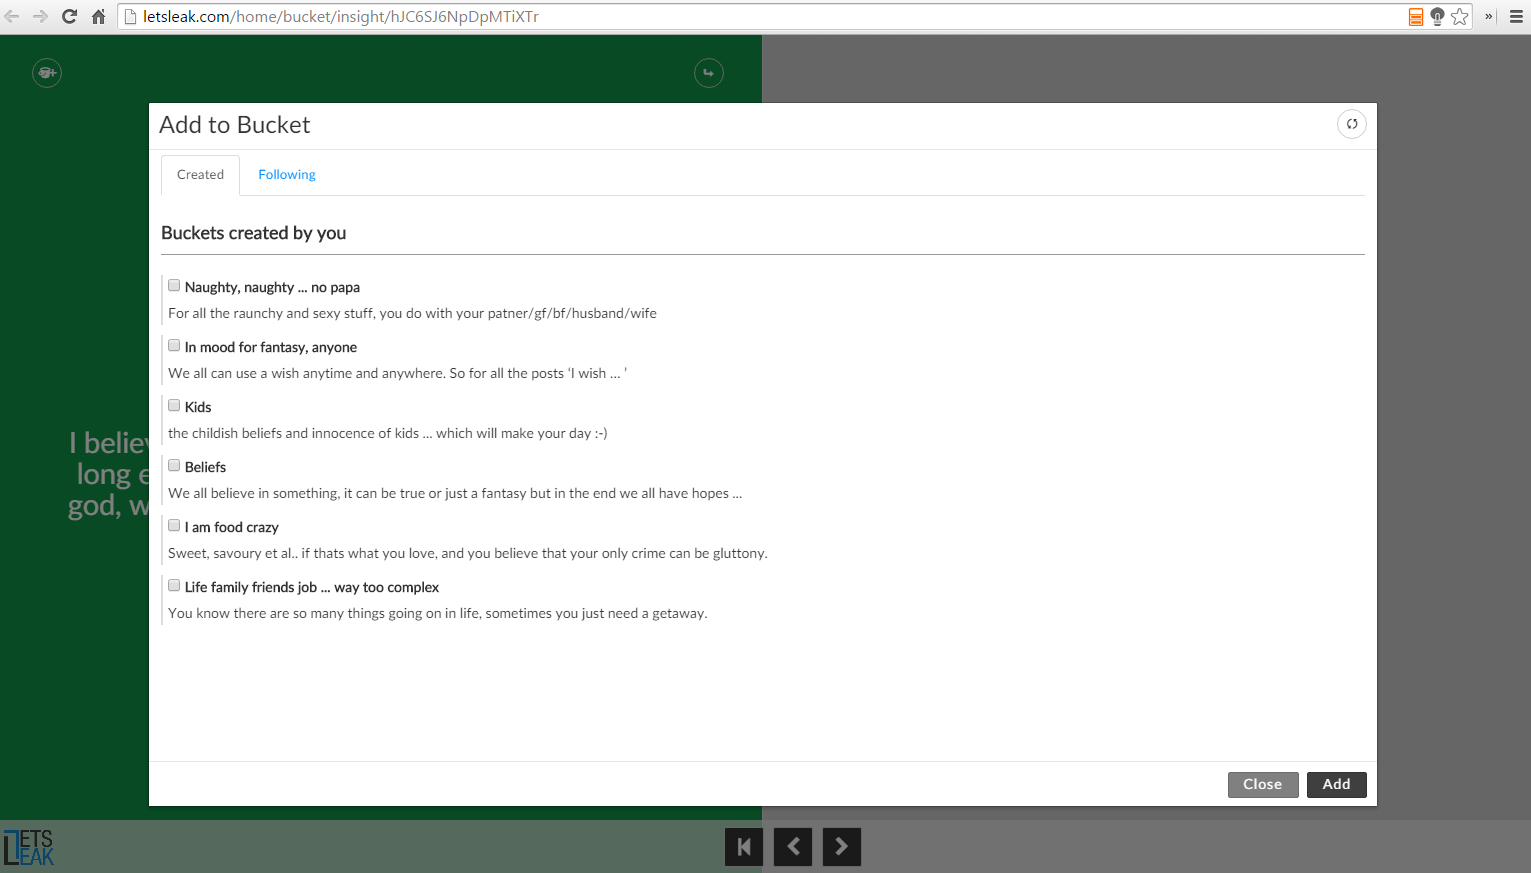 letsleak.com/home/bucket/insight/hJC6SJ6NpDpMTiXTr
Add to Bucket
Created
Following
Buckets created by you
Naughty, naughty ... no papa
For all the raunchy and sexy stuff, you do with your patner/gf/bf/husband/wife
In mood for fantasy, anyone
We all can use a wish anytime and anywhere. So for all the posts ‘I wish ... ’
Kids
the childish beliefs and innocence of kids ... which will make your day :-)
Beliefs
We all believe in something, it can be true or just a fantasy but in the end we all have hopes ...
I am food crazy
Sweet, savoury et al.. if thats what you love, and you believe that your only crime can be gluttony.
Life family friends job ... way too complex
You know there are so many things going on in life, sometimes you just need a getaway.
I believ
long e
god, w
Close
Add
LETS
LEAK